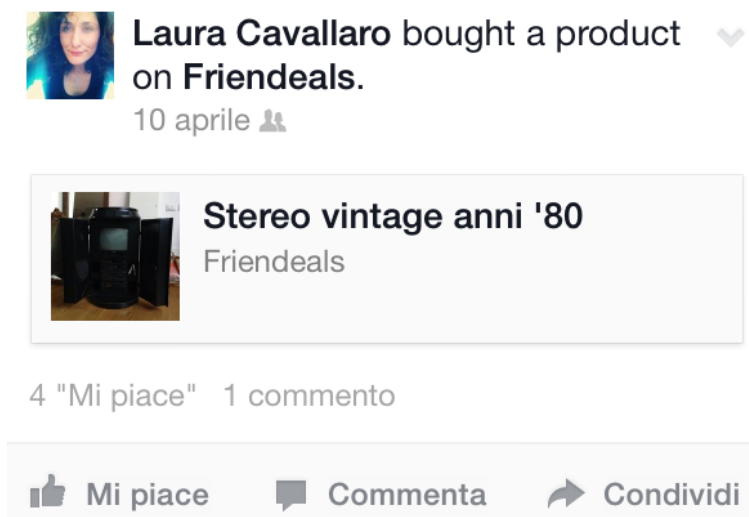 Laura Cavallaro bought a product
on Friendeals.
10 aprile
Stereo vintage anni '80
Friendeals
4 "Mi piace" 1 commento
Mi piace Commenta Condividi